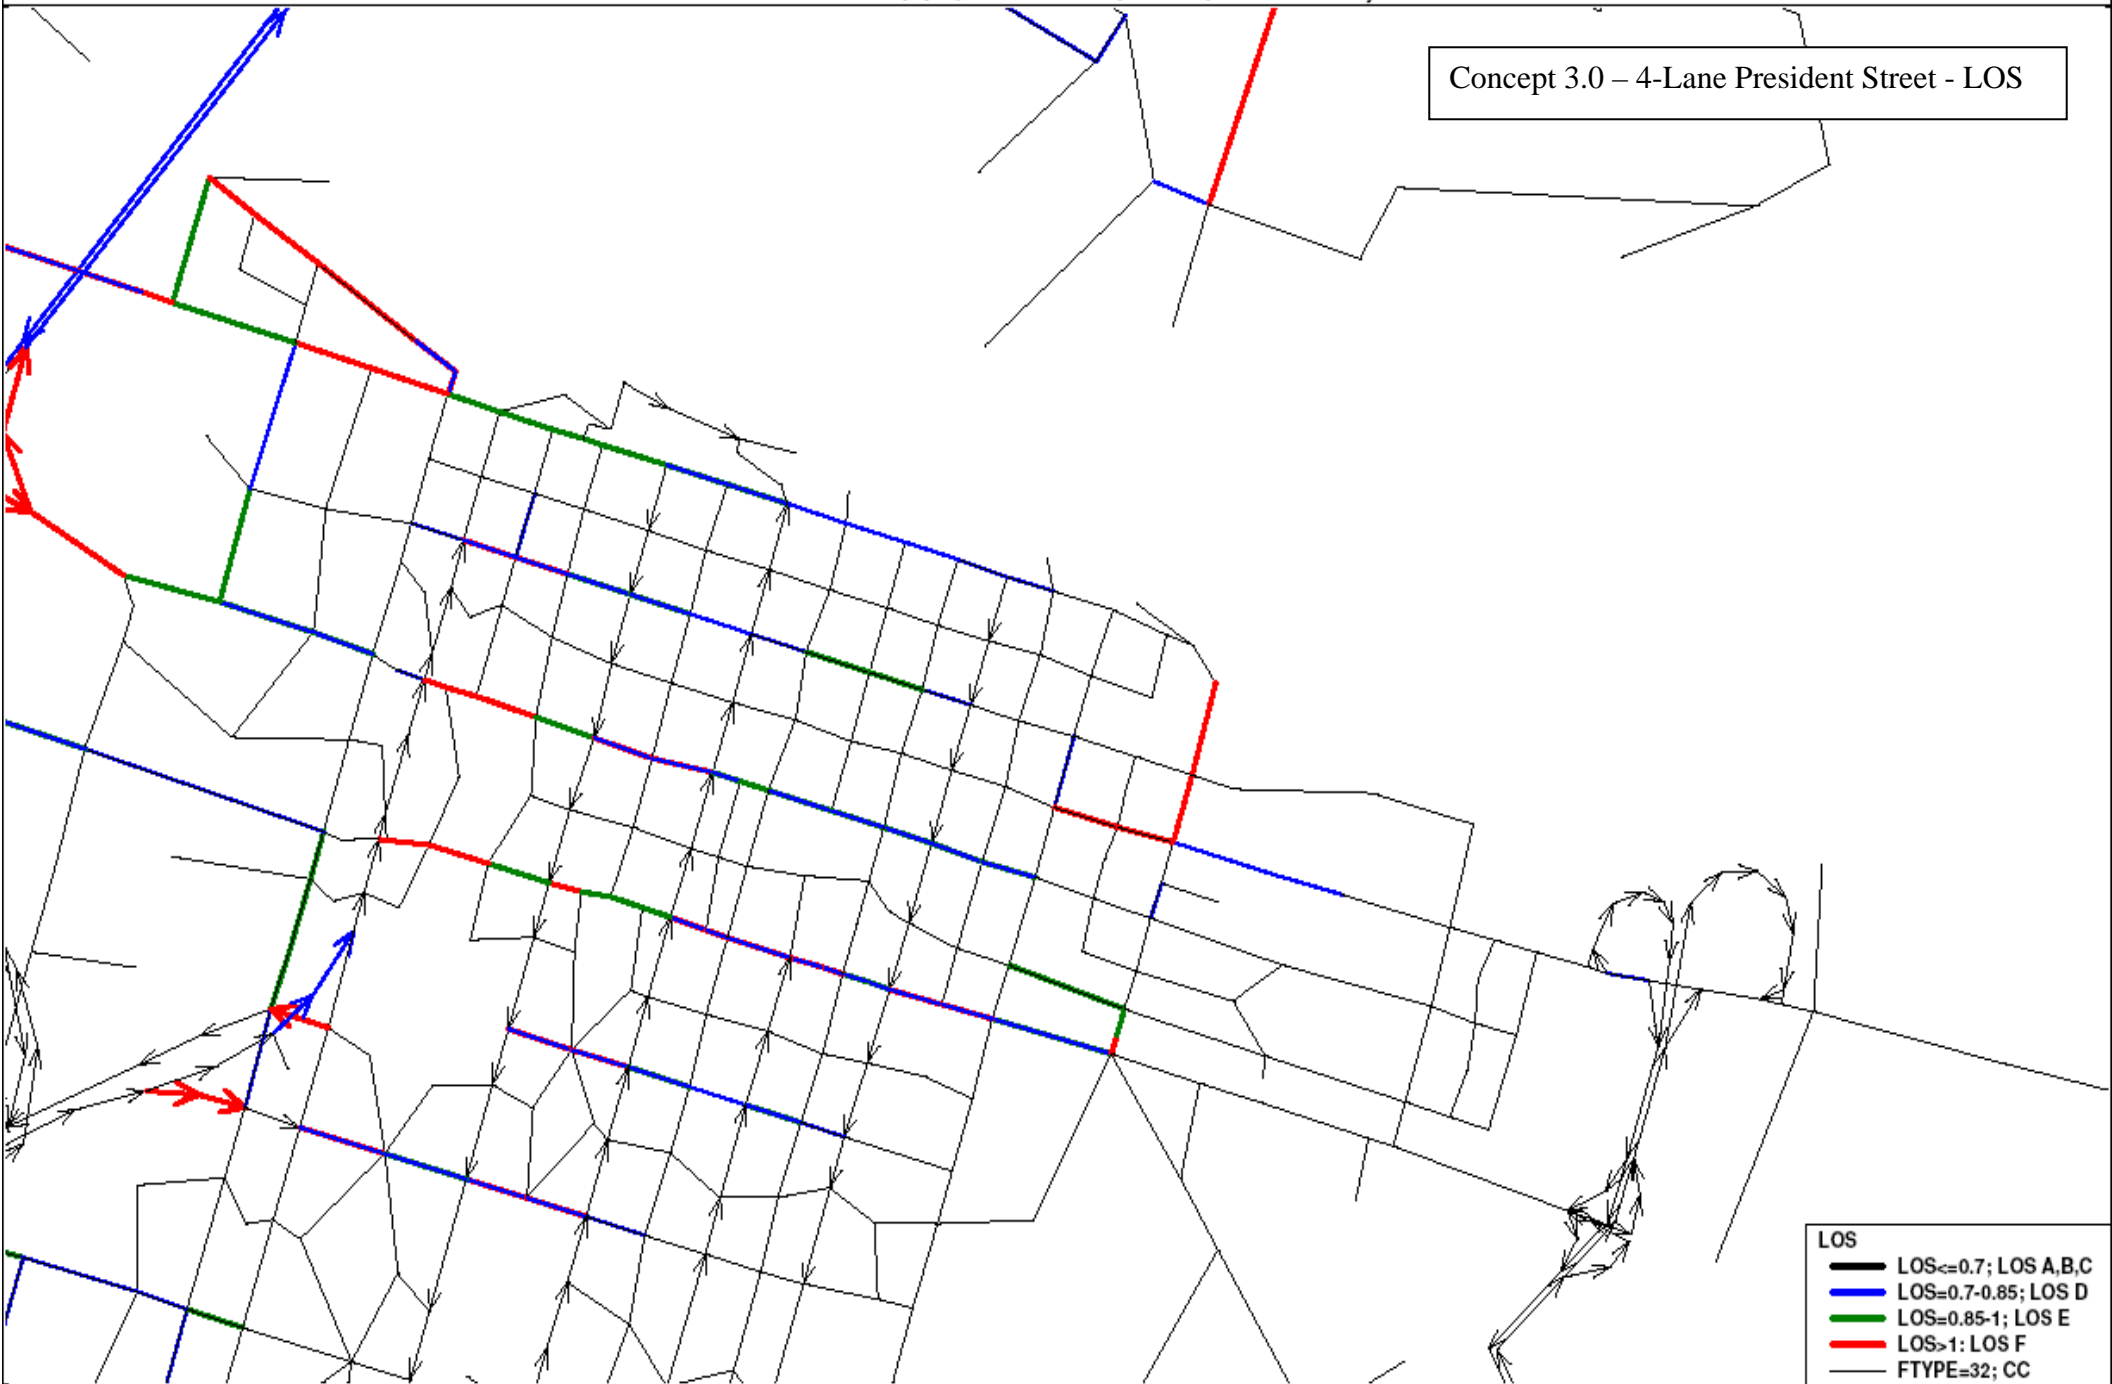 Concept 3.0 – 4-Lane President Street - LOS
LOS
LOS<=0.7; LOS A,B,C
LOS=0.7-0.85; LOS D
LOS=0.85-1; LOS E
LOS>1: LOS F
FTYPE=32; CC